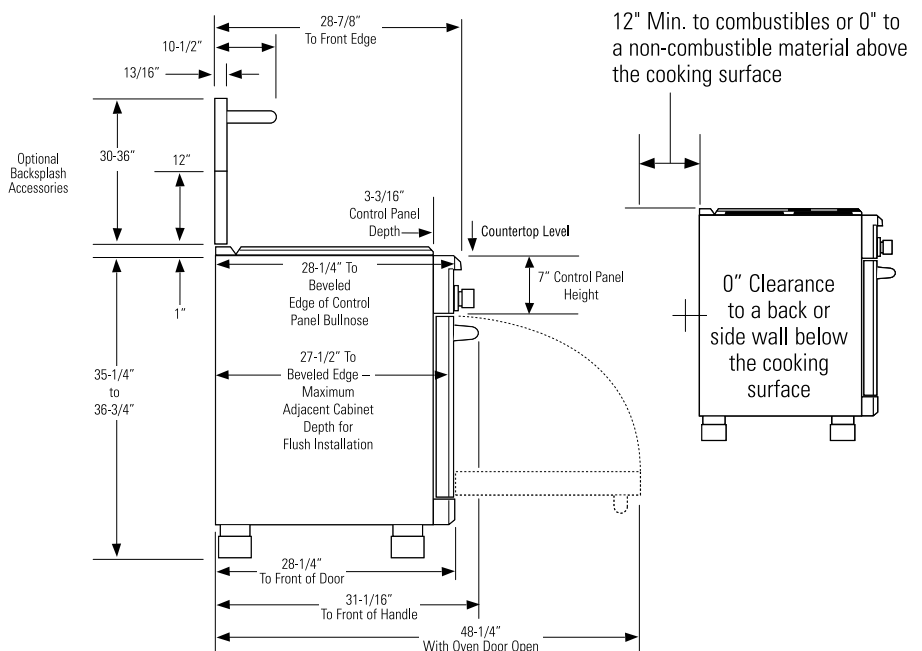 28-7/8"
To Front Edge
10-1/2"
13/16"
Optional
Backsplash
Accessories
30-36"
12"
3-3/16"
Control Panel
Depth
Countertop Level
28-1/4" To
Beveled
Edge of Control
Panel Bullnose
7" Control Panel
Height
1"
35-1/4"
to
36-3/4"
27-1/2" To
Beveled Edge –
Maximum
Adjacent Cabinet
Depth for
Flush Installation
28-1/4"
To Front of Door
31-1/16"
To Front of Handle
48-1/4"
With Oven Door Open
12" Min. to combustibles or 0" to
a non-combustible material above
the cooking surface
0" Clearance
to a back or
side wall below
the cooking
surface